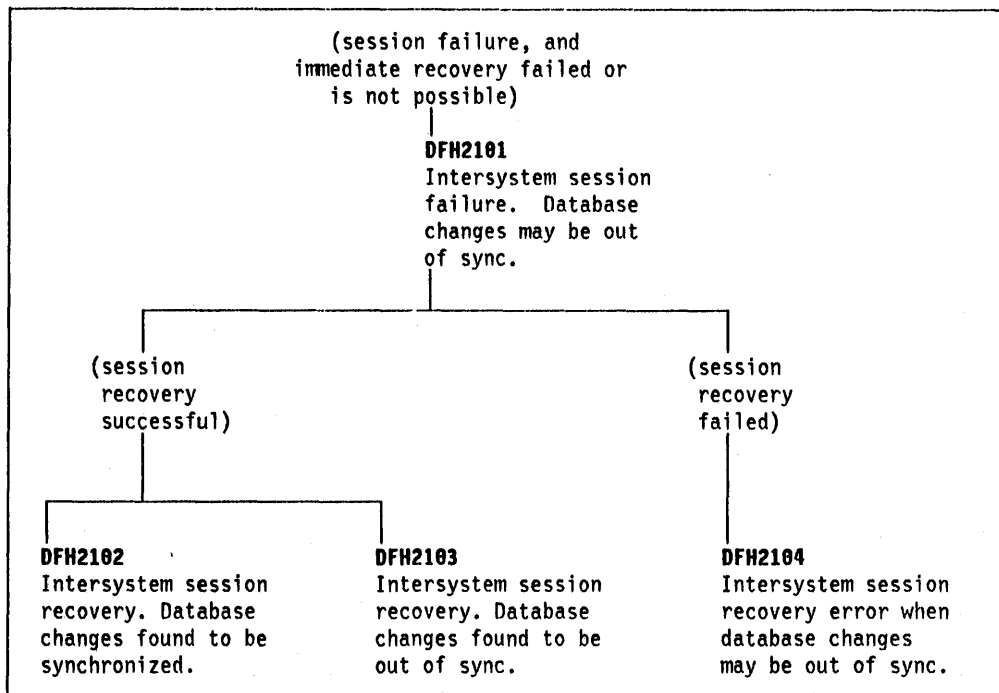 (session failure, and
immediate recovery failed or
is not possible)
DFH2101
Intersystem session
failure. Database
changes may be out
of sync.
(session
recovery
successful)
(session
recovery
failed)
DFH2102
Intersystem session
recovery. Database
changes found to be
synchronized.
DFH2103
Intersystem session
recovery. Database
changes found to be
out of sync.
DFH2104
Intersystem session
recovery error when
database changes
may be out of sync.